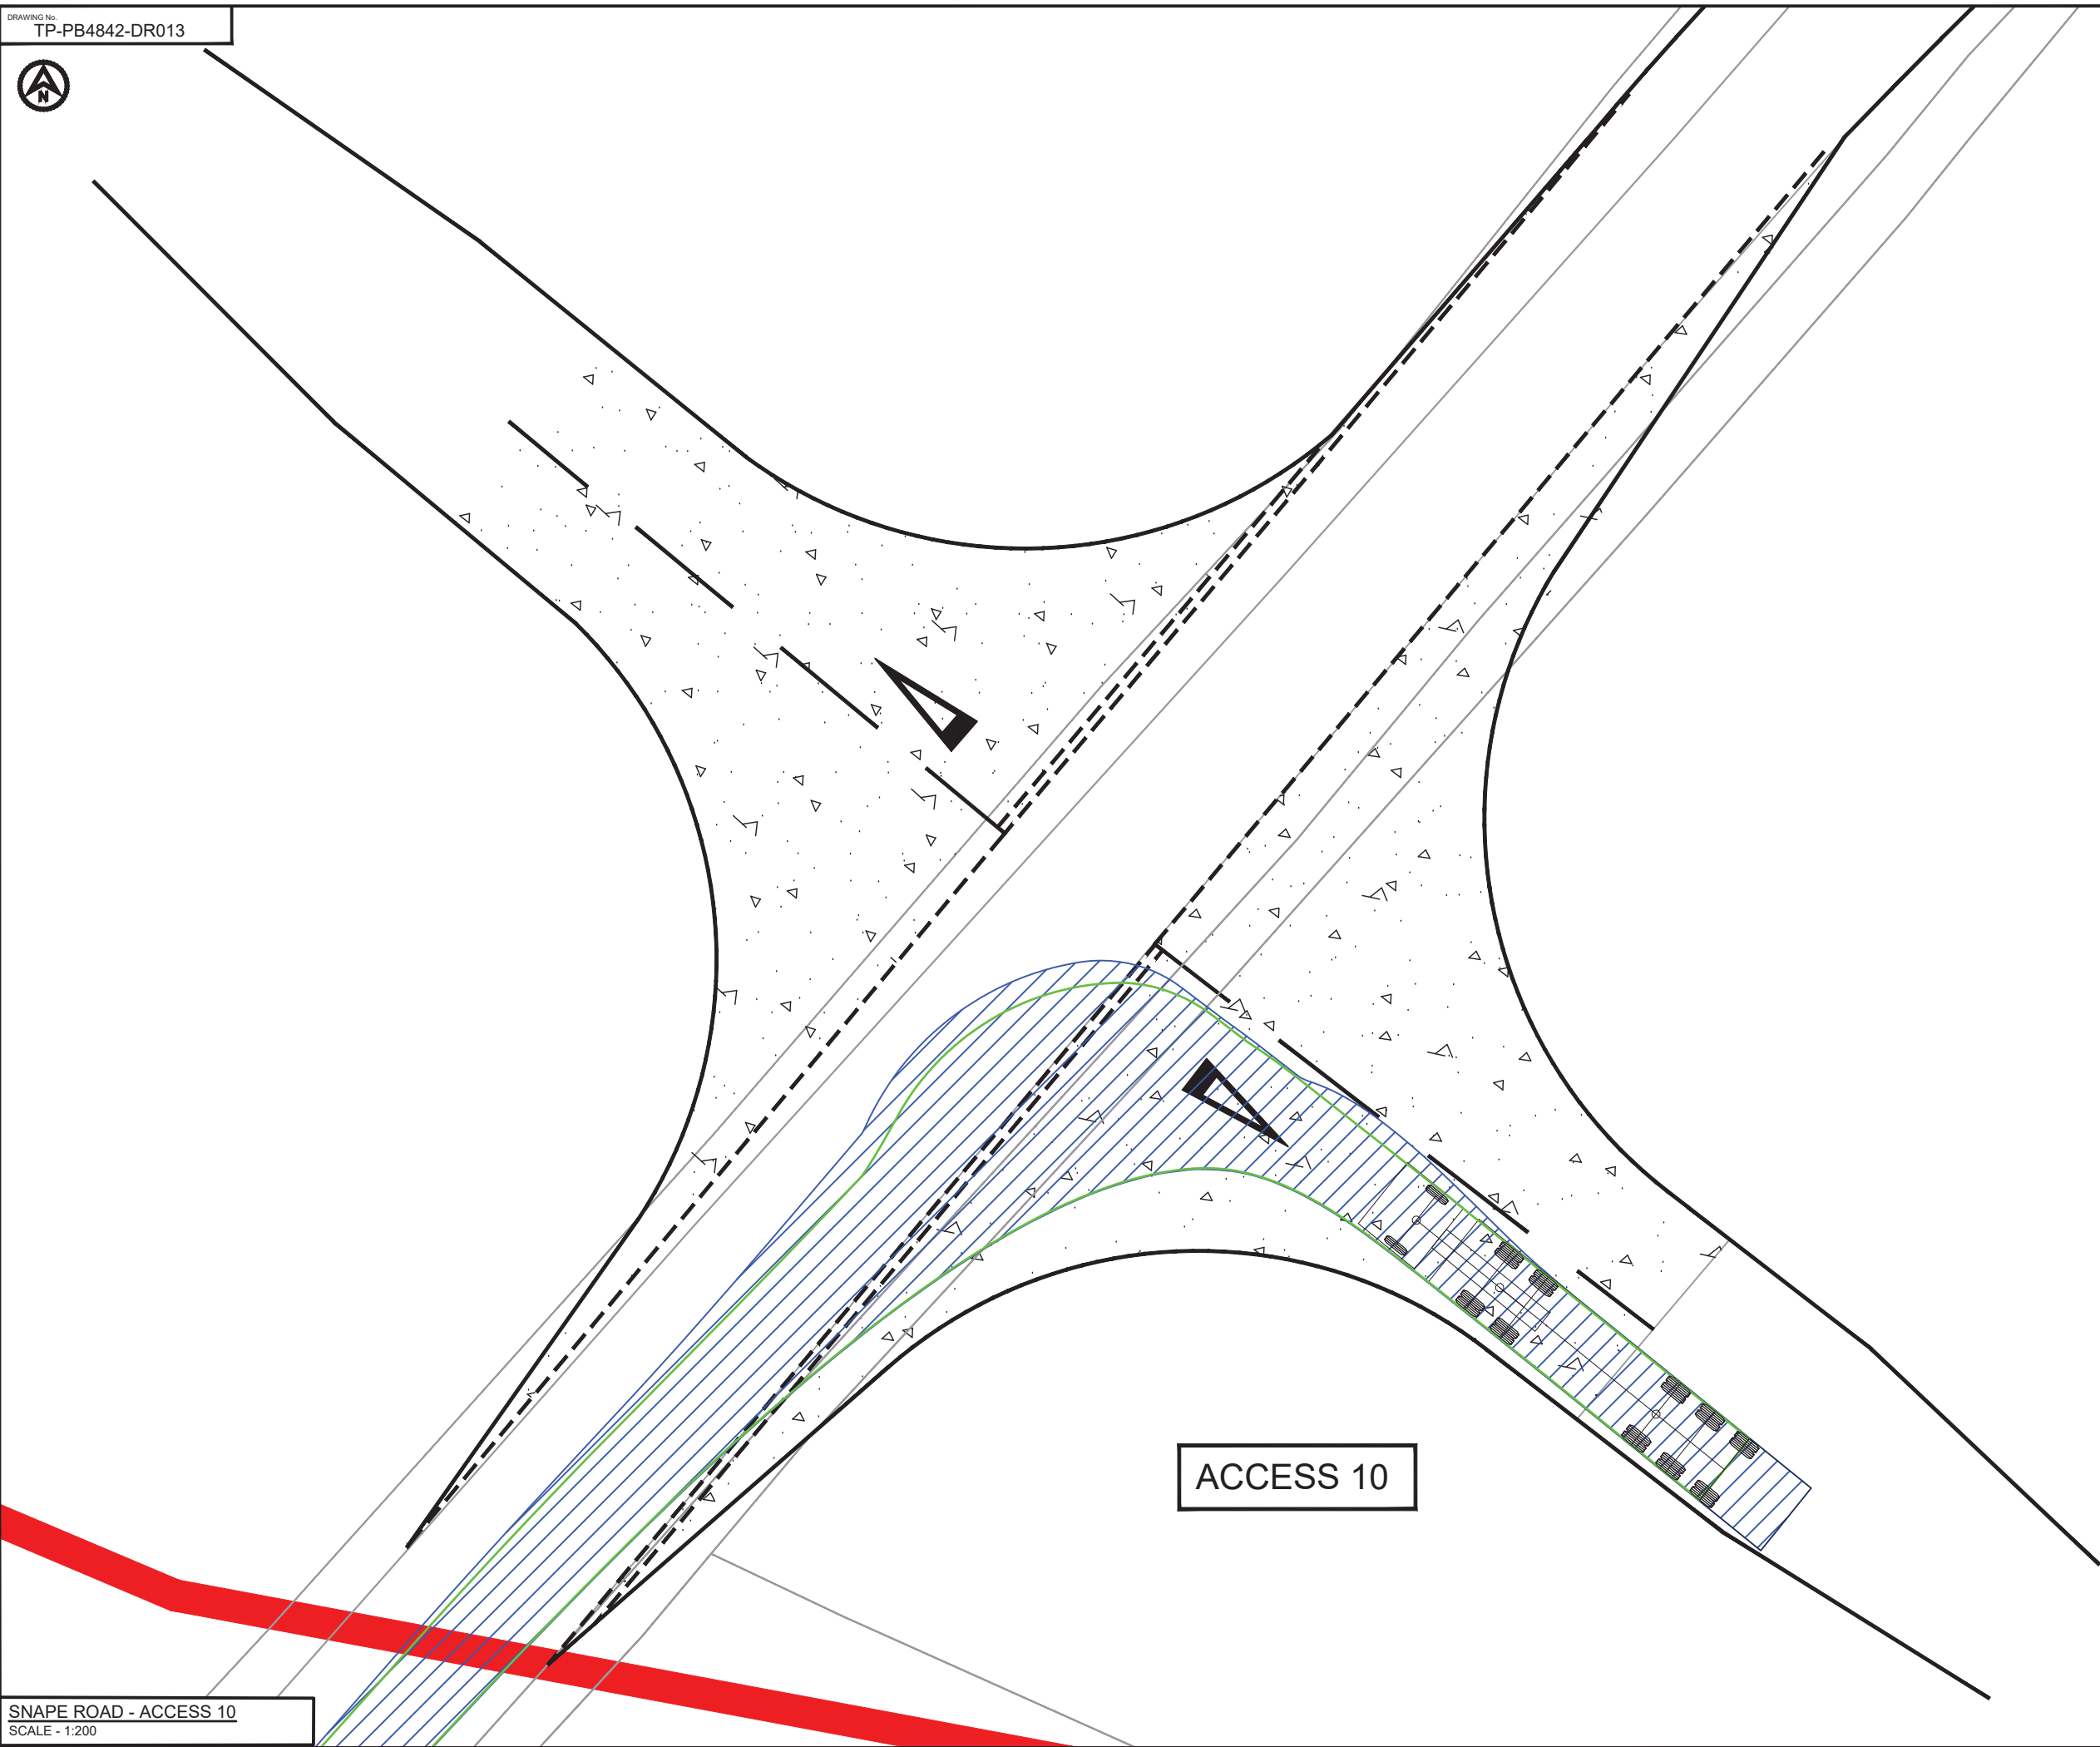 DRAWING No.
TP-PB4842-DR013
N
ACCESS 10
SNAPE ROAD - ACCESS 10
SCALE - 1:200